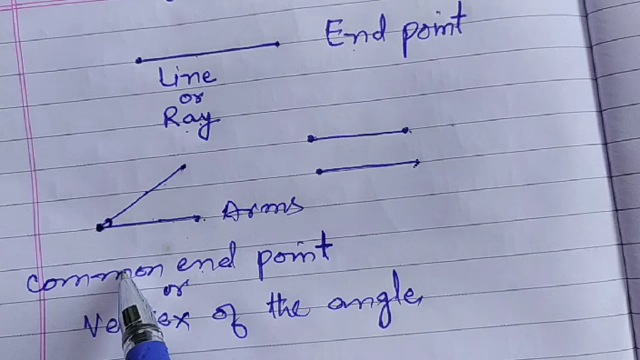 End point
Line
or
Ray
Arms
Common end point
or
Vertex of the angle,